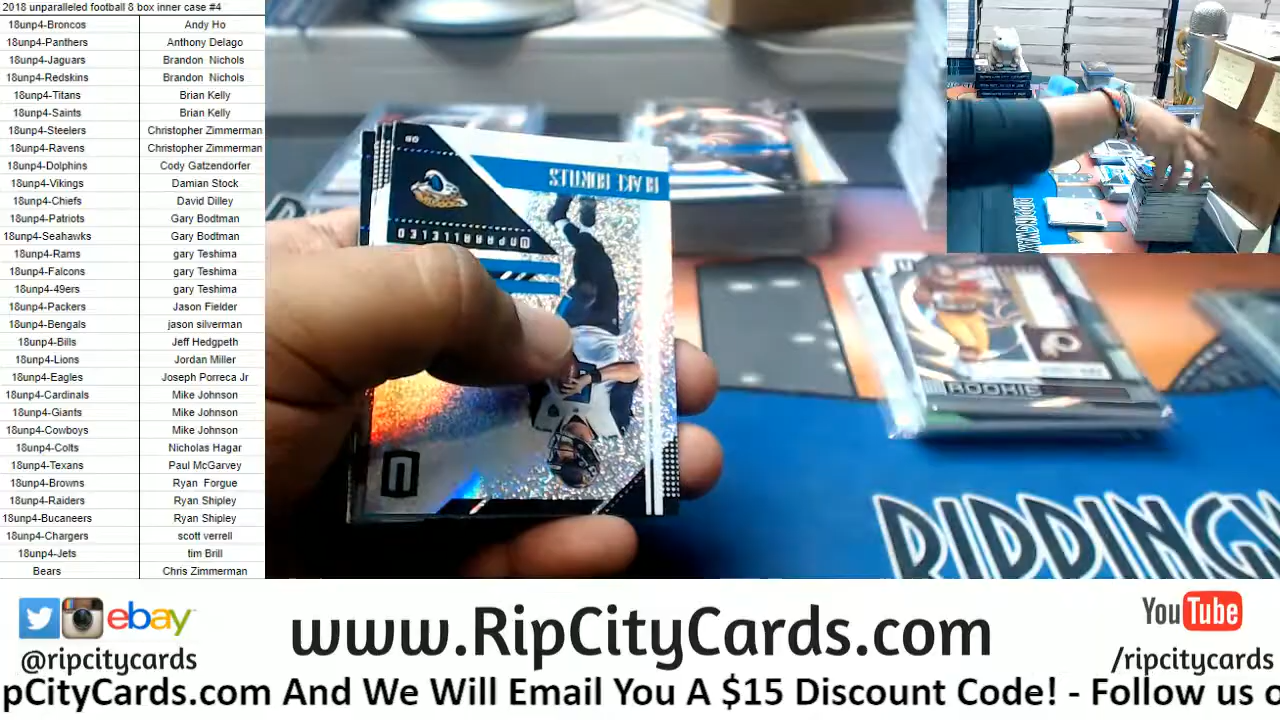 2018 unparalleled football 8 box inner case #4
18unp4-Broncos Andy Ho
18unp4-Panthers Anthony Delago
18unp4-Jaguars Brandon Nichols
18unp4-Redskins Brandon Nichols
18unp4-Titans Brian Kelly
18unp4-Saints Brian Kelly
18unp4-Steelers Christopher Zimmerman
18unp4-Ravens Christopher Zimmerman
18unp4-Dolphins Cody Gatzendorfer
18unp4-Vikings Damian Stock
18unp4-Chiefs David Dilley
18unp4-Patriots Gary Bodtman
18unp4-Seahawks Gary Bodtman
18unp4-Rams gary Teshima
18unp4-Falcons gary Teshima
18unp4-49ers gary Teshima
18unp4-Packers Jason Fielder
18unp4-Bengals jason silverman
18unp4-Bills Jeff Hedgpeth
18unp4-Lions Jordan Miller
18unp4-Eagles Joseph Porreca Jr
18unp4-Cardinals Mike Johnson
18unp4-Giants Mike Johnson
18unp4-Cowboys Mike Johnson
18unp4-Colts Nicholas Hagar
18unp4-Texans Paul McGarvey
18unp4-Browns Ryan Forgue
18unp4-Raiders Ryan Shipley
18unp4-Bucaneers Ryan Shipley
18unp4-Chargers scott verrell
18unp4-Jets tim Brill
Bears Chris Zimmerman
BLAKE BORTLES
QB
UNPARALLELED
U
ROOKIE
RIPPINGW
ebay
@ripcitycards
www.RipCityCards.com
YouTube
/ripcitycards
pCityCards.com And We Will Email You A $15 Discount Code! - Follow us o